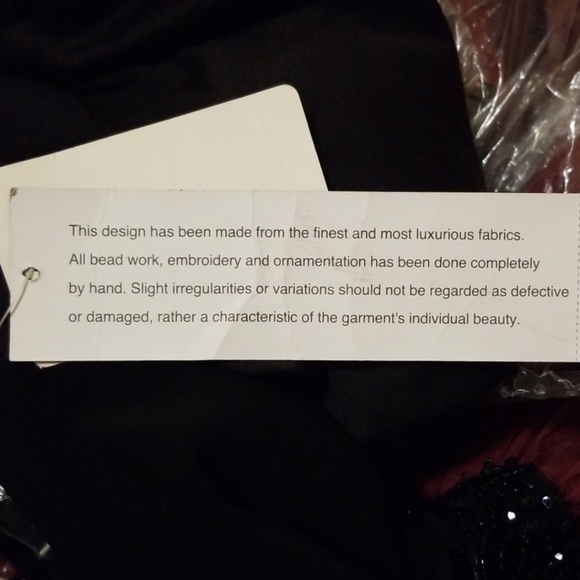 This design has been made from the finest and most luxurious fabrics.
All bead work, embroidery and ornamentation has been done completely
by hand. Slight irregularities or variations should not be regarded as defective
or damaged, rather a characteristic of the garment's individual beauty.